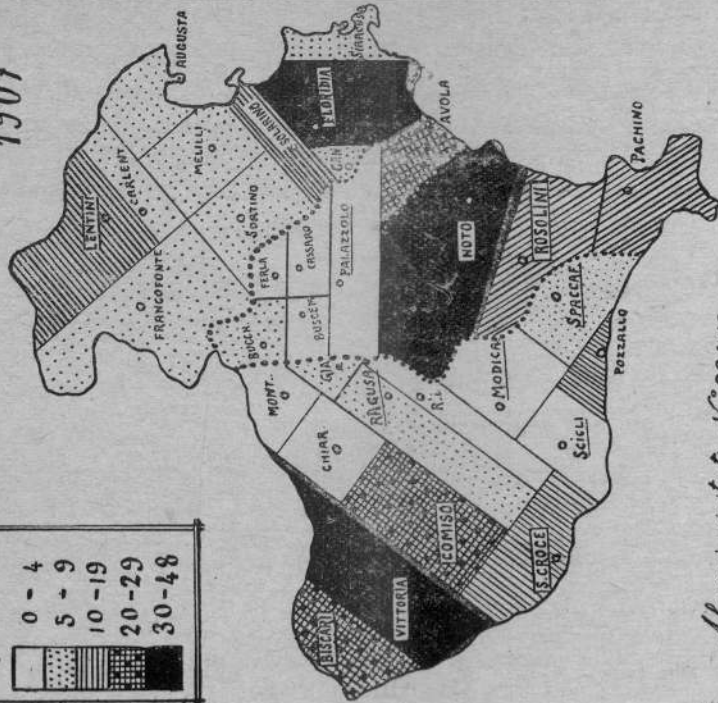 1907
AUGUSTA
LENTINI
CARLENT.
MELILLI
FRANCOFONTE
SORTINO
SOLARINO
FLORIDIA
SIRACUSA
FERLA
CASSARO
BUCCH.
BUSCEM.
PALAZZOLO
AVOLA
NOTO
MONT.
GIAR.
CHIAR.
RAGUSA
R.I.
MODICA
ROSOLINI
PACHINO
SPACCAF.
POZZALLO
SCICLI
COMISO
S. CROCE
VITTORIA
BISCARI
0 - 4
5 - 9
10 - 19
20 - 29
30 - 48